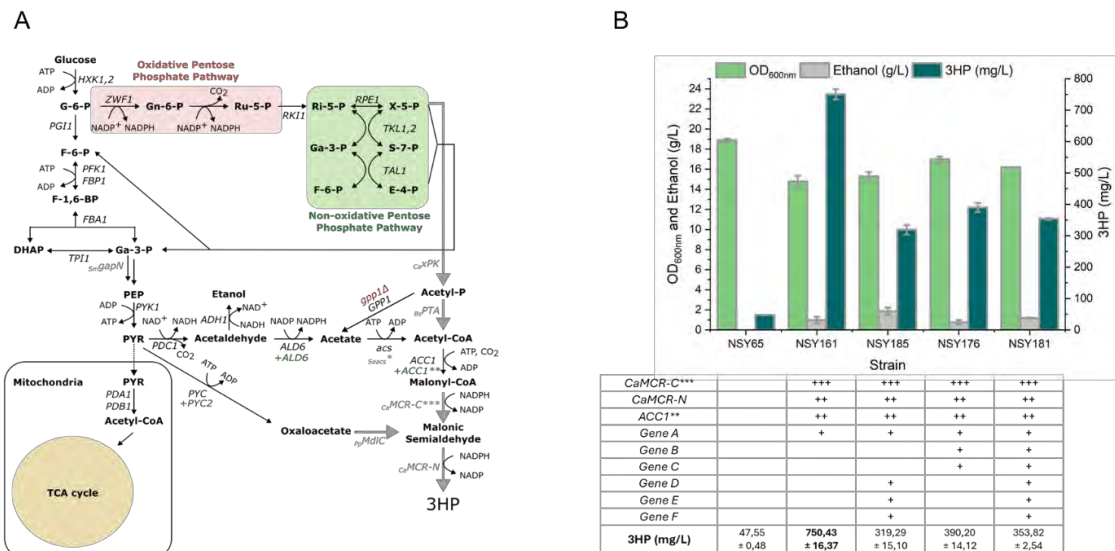 A
Glucose
ATP
ADP
HXK1,2
Oxidative Pentose
Phosphate Pathway
G-6-P
ZWF1
Gn-6-P
CO2
Ru-5-P
NADP+ NADPH
NADP+ NADPH
RKI1
PGI1
Ri-5-P
RPE1
X-5-P
TKL1,2
Ga-3-P
S-7-P
TAL1
F-6-P
E-4-P
Non-oxidative Pentose
Phosphate Pathway
F-6-P
ATP
ADP
PFK1
FBP1
F-1,6-BP
FBA1
DHAP
TPI1
Ga-3-P
SmgapN
PEP
ADP
ATP
PYK1
PYR
NAD+ NADH
PDC1
CO2
Acetaldehyde
Etanol
ADH1
NAD+
NADH
NADP NADPH
ALD6
+ALD6
Acetate
gpp1Δ
GPP1
ATP ADP
acs
Seacs*
CaxPK
Acetyl-P
BsPTA
Acetyl-CoA
ACC1
+ACC1**
ATP, CO2
ADP
Malonyl-CoA
CaMCR-C***
NADPH
NADP
Malonic
Semialdehyde
CaMCR-N
NADPH
NADP
3HP
ATP
ADP
PYC
+PYC2
Oxaloacetate
PpMdlC
Mitochondria
PYR
PDA1
PDB1
Acetyl-CoA
TCA cycle
B
OD600nm Ethanol (g/L) 3HP (mg/L)
OD600nm and Ethanol (g/L)
24
22
20
18
16
14
12
10
8
6
4
2
0
800
700
600
500
400
300
200
100
0
3HP (mg/L)
NSY65 NSY161 NSY185 NSY176 NSY181
Strain
CaMCR-C*** +++ +++ +++ +++
CaMCR-N ++ ++ ++ ++
ACC1** ++ ++ ++ ++
Gene A + + + +
Gene B + +
Gene C + +
Gene D + +
Gene E + +
Gene F + +
3HP (mg/L) 47,55 750,43 319,29 390,20 353,82
± 0,48 ± 16,37 ± 15,10 ± 14,12 ± 2,54